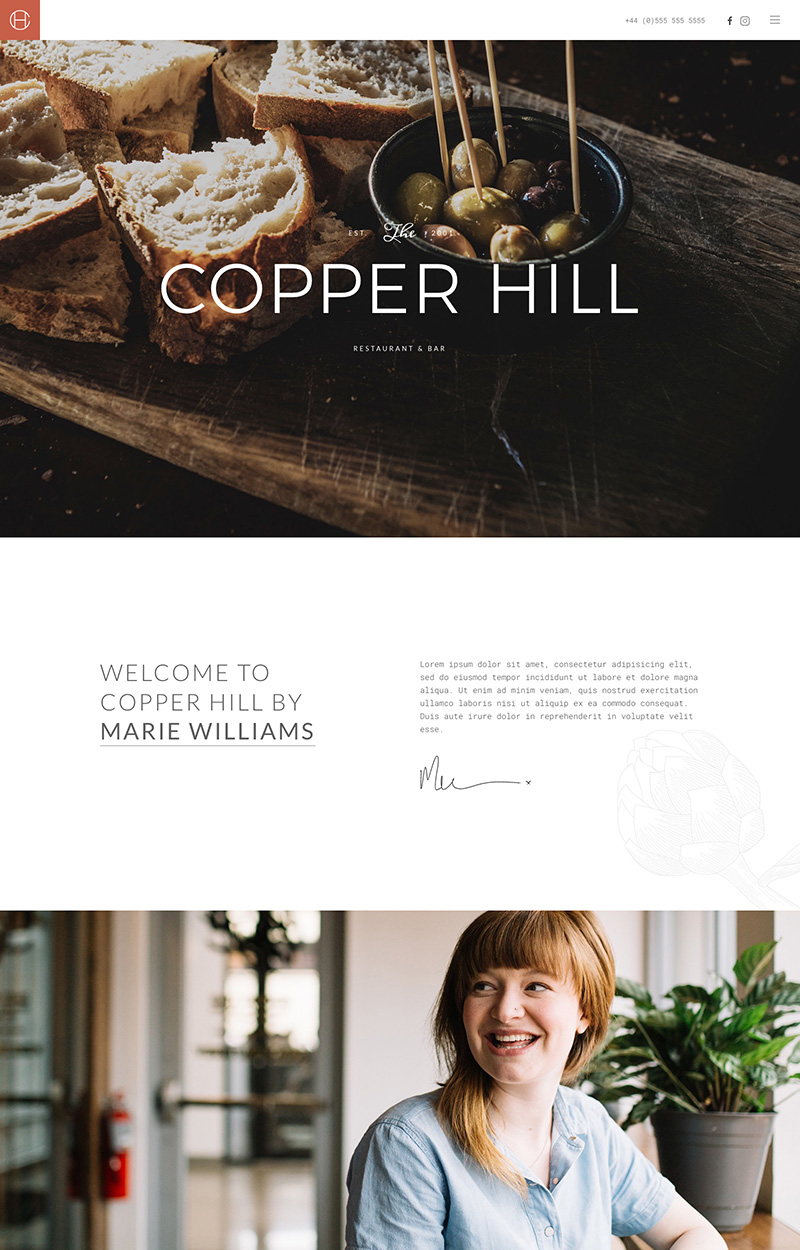 +44 (0)555 555 5555
EST. The 2001
COPPER HILL
RESTAURANT & BAR
WELCOME TO
COPPER HILL BY
MARIE WILLIAMS
Lorem ipsum dolor sit amet, consectetur adipisicing elit,
sed do eiusmod tempor incididunt ut labore et dolore magna
aliqua. Ut enim ad minim veniam, quis nostrud exercitation
ullamco laboris nisi ut aliquip ex ea commodo consequat.
Duis aute irure dolor in reprehenderit in voluptate velit
esse.